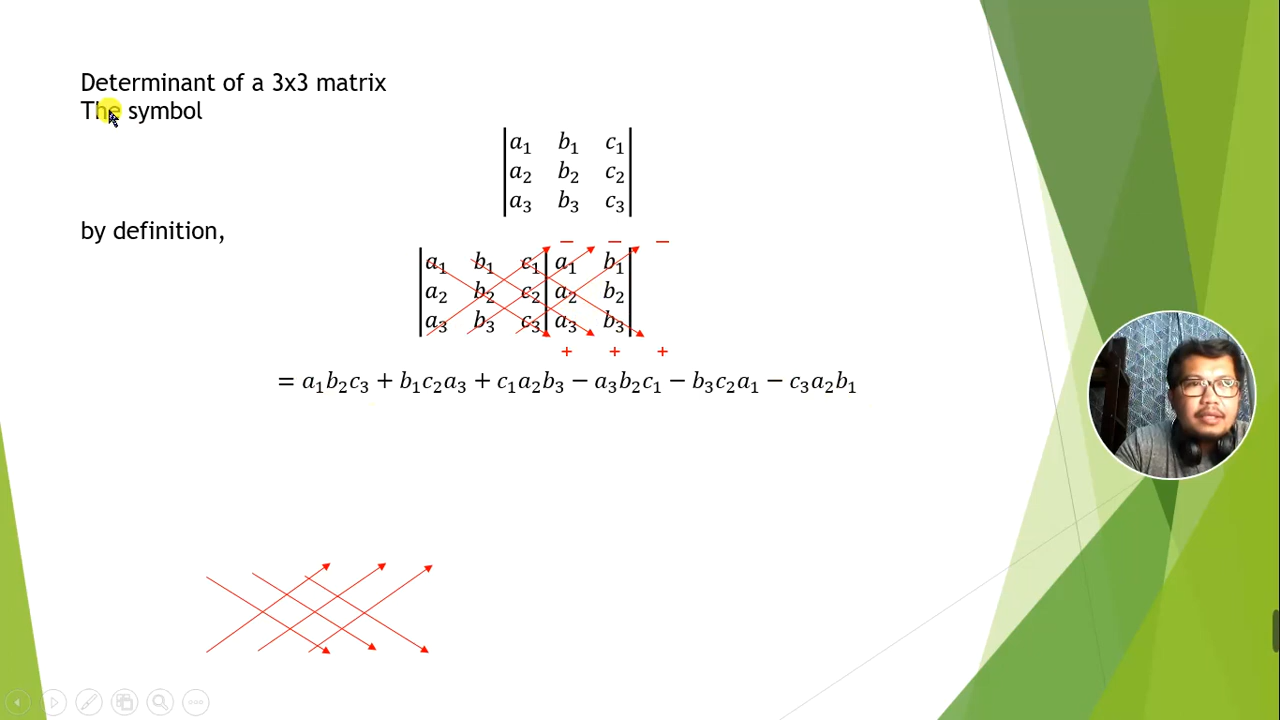 Determinant of a 3x3 matrix
The symbol
a₁ b₁ c₁
a₂ b₂ c₂
a₃ b₃ c₃
by definition,
− − −
a₁ b₁ c₁ a₁ b₁
a₂ b₂ c₂ a₂ b₂
a₃ b₃ c₃ a₃ b₃
+ + +
= a₁b₂c₃ + b₁c₂a₃ + c₁a₂b₃ − a₃b₂c₁ − b₃c₂a₁ − c₃a₂b₁